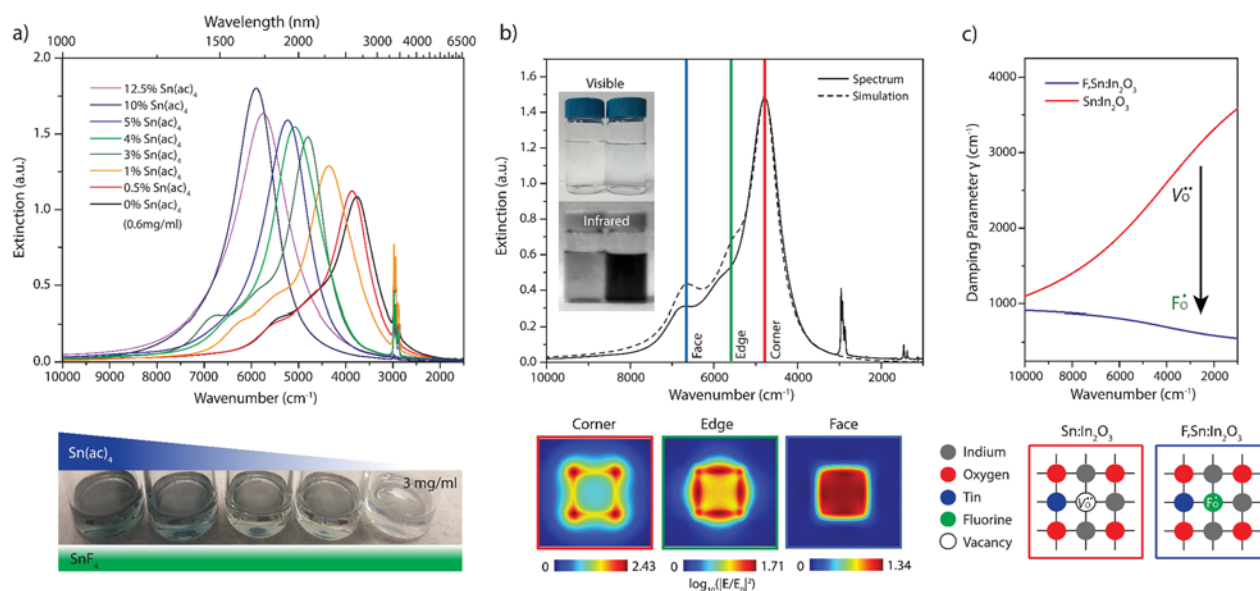 a)
Wavelength (nm)
1000 1500 2000 3000 6500
Extinction (a.u.)
2.0
1.5
1.0
0.5
0.0
12.5% Sn(ac)₄
10% Sn(ac)₄
5% Sn(ac)₄
4% Sn(ac)₄
3% Sn(ac)₄
1% Sn(ac)₄
0.5% Sn(ac)₄
0% Sn(ac)₄
(0.6mg/ml)
10000 9000 8000 7000 6000 5000 4000 3000 2000
Wavenumber (cm⁻¹)
Sn(ac)₄
3 mg/ml
SnF₄
b)
Extinction (a.u.)
1.6
1.4
1.2
1.0
0.8
0.6
0.4
0.2
0.0
Visible
Infrared
Spectrum
Simulation
Face
Edge
Corner
10000 8000 6000 4000 2000
Wavenumber (cm⁻¹)
Corner Edge Face
0 2.43 0 1.71 0 1.34
log₁₀(|E/E₀|²)
c)
Damping Parameter γ (cm⁻¹)
4000
3000
2000
1000
F,Sn:In₂O₃
Sn:In₂O₃
V_O^••
F_O^•
10000 8000 6000 4000 2000
Wavenumber (cm⁻¹)
Indium
Oxygen
Tin
Fluorine
Vacancy
Sn:In₂O₃
V_O^••
F,Sn:In₂O₃
F_O^•